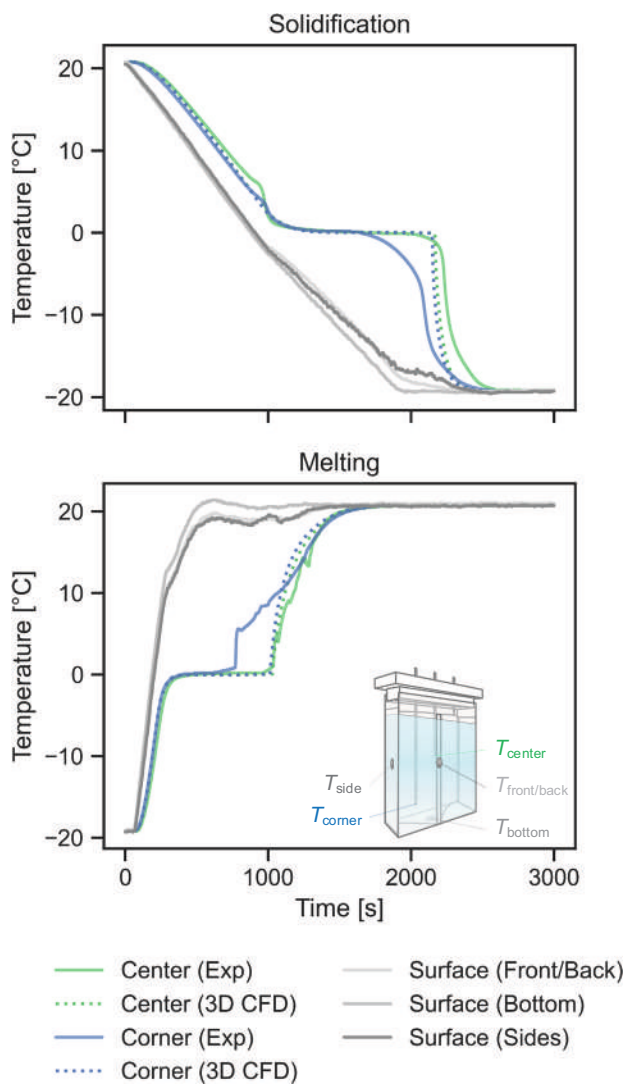 Solidification
Temperature [°C]
20
10
0
−10
−20
Melting
Temperature [°C]
20
10
0
−10
−20
T_center
T_side
T_front/back
T_corner
T_bottom
0 1000 2000 3000
Time [s]
Center (Exp)
Center (3D CFD)
Corner (Exp)
Corner (3D CFD)
Surface (Front/Back)
Surface (Bottom)
Surface (Sides)